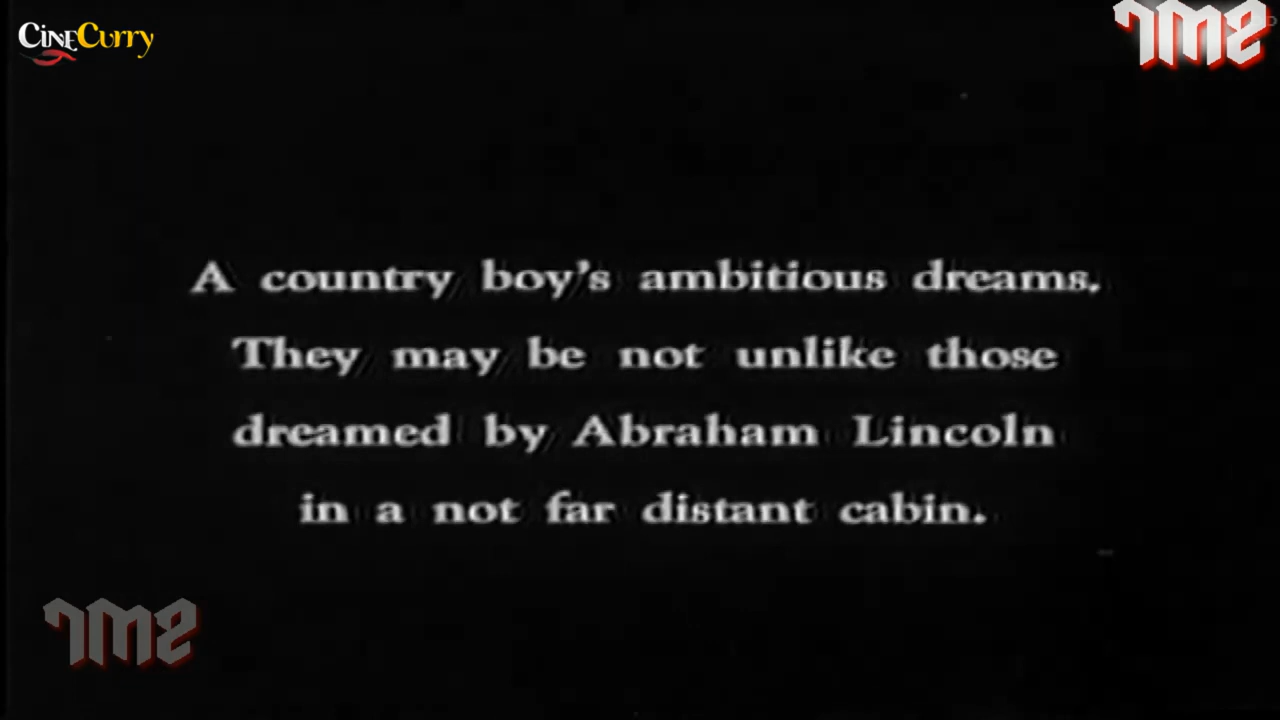 CineCurry
A country boy's ambitious dreams.
They may be not unlike those
dreamed by Abraham Lincoln
in a not far distant cabin.